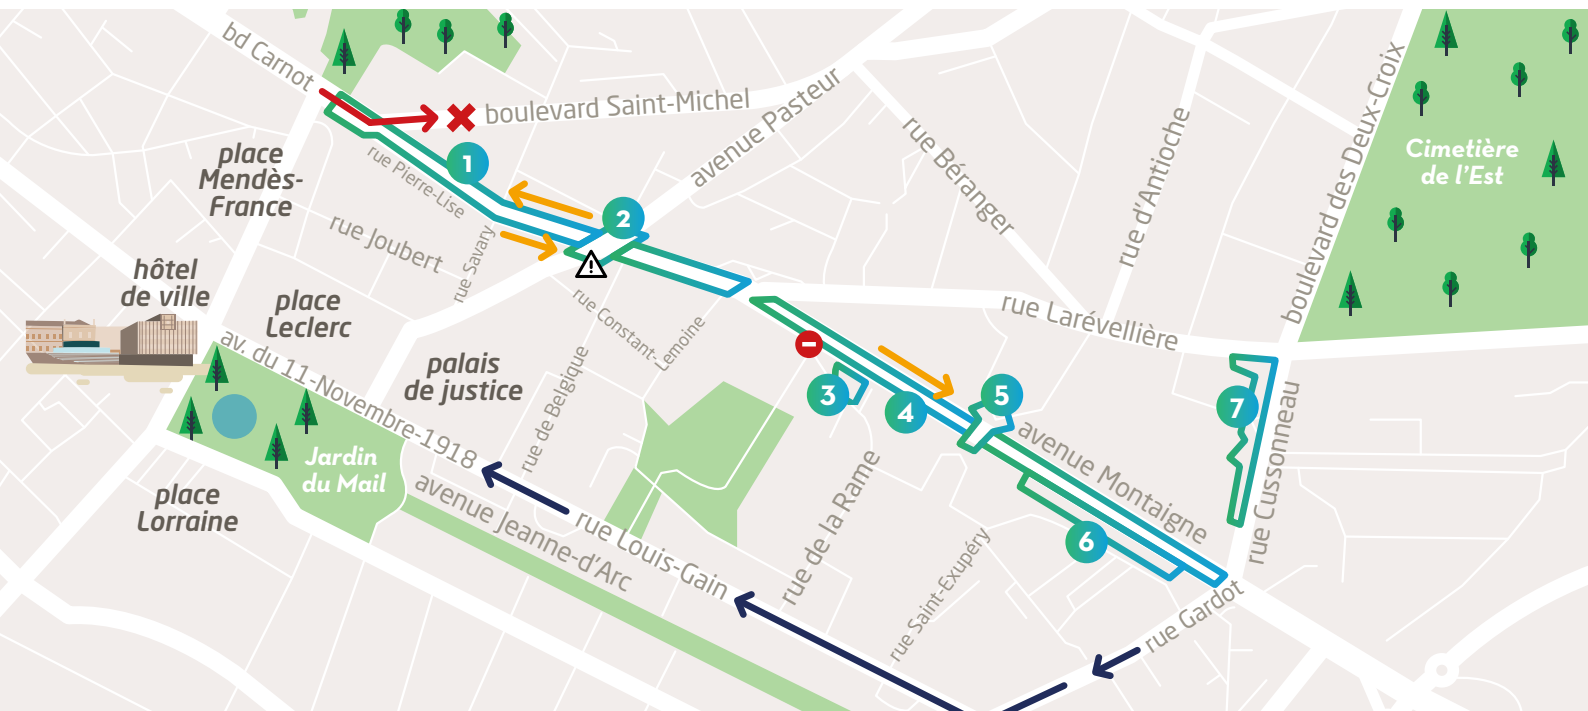 bd Carnot
boulevard Saint-Michel
avenue Pasteur
rue Béranger
rue d'Antioche
boulevard des Deux-Croix
Cimetière
de l'Est
place
Mendès-
France
rue Pierre-Lise
1
2
rue Joubert
rue Savary
hôtel
de ville
place
Leclerc
rue Constant-
Lemoine
rue Larévellière
av. du 11-Novembre-1918
palais
de justice
rue de Belgique
3
4
5
7
avenue Montaigne
rue Cussonneau
Jardin
du Mail
place
Lorraine
avenue Jeanne-d'Arc
rue Louis-Gain
rue de la Rame
rue Saint-Exupéry
6
rue Gardot